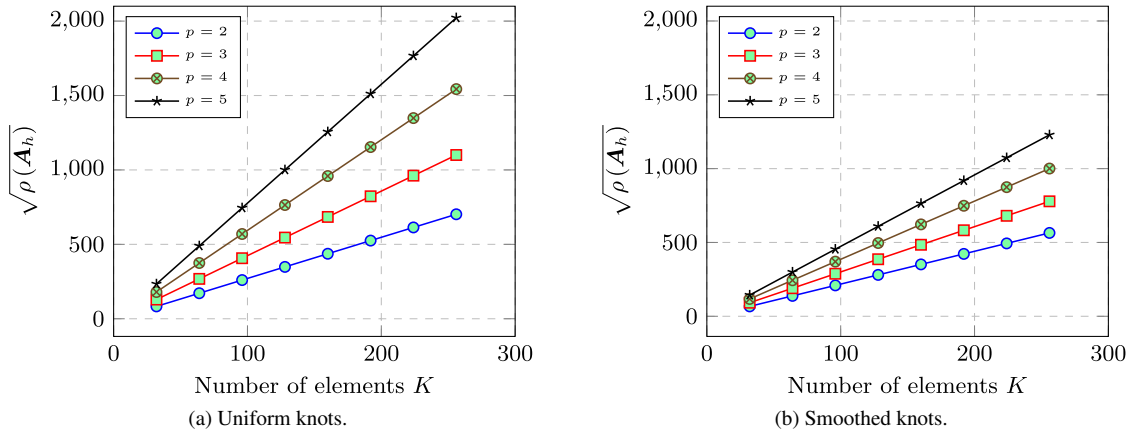 2,000
1,500
1,000
500
0
0
100
200
300
√ρ (A_h)
Number of elements K
p = 2
p = 3
p = 4
p = 5
(a) Uniform knots.
2,000
1,500
1,000
500
0
0
100
200
300
√ρ (A_h)
Number of elements K
p = 2
p = 3
p = 4
p = 5
(b) Smoothed knots.